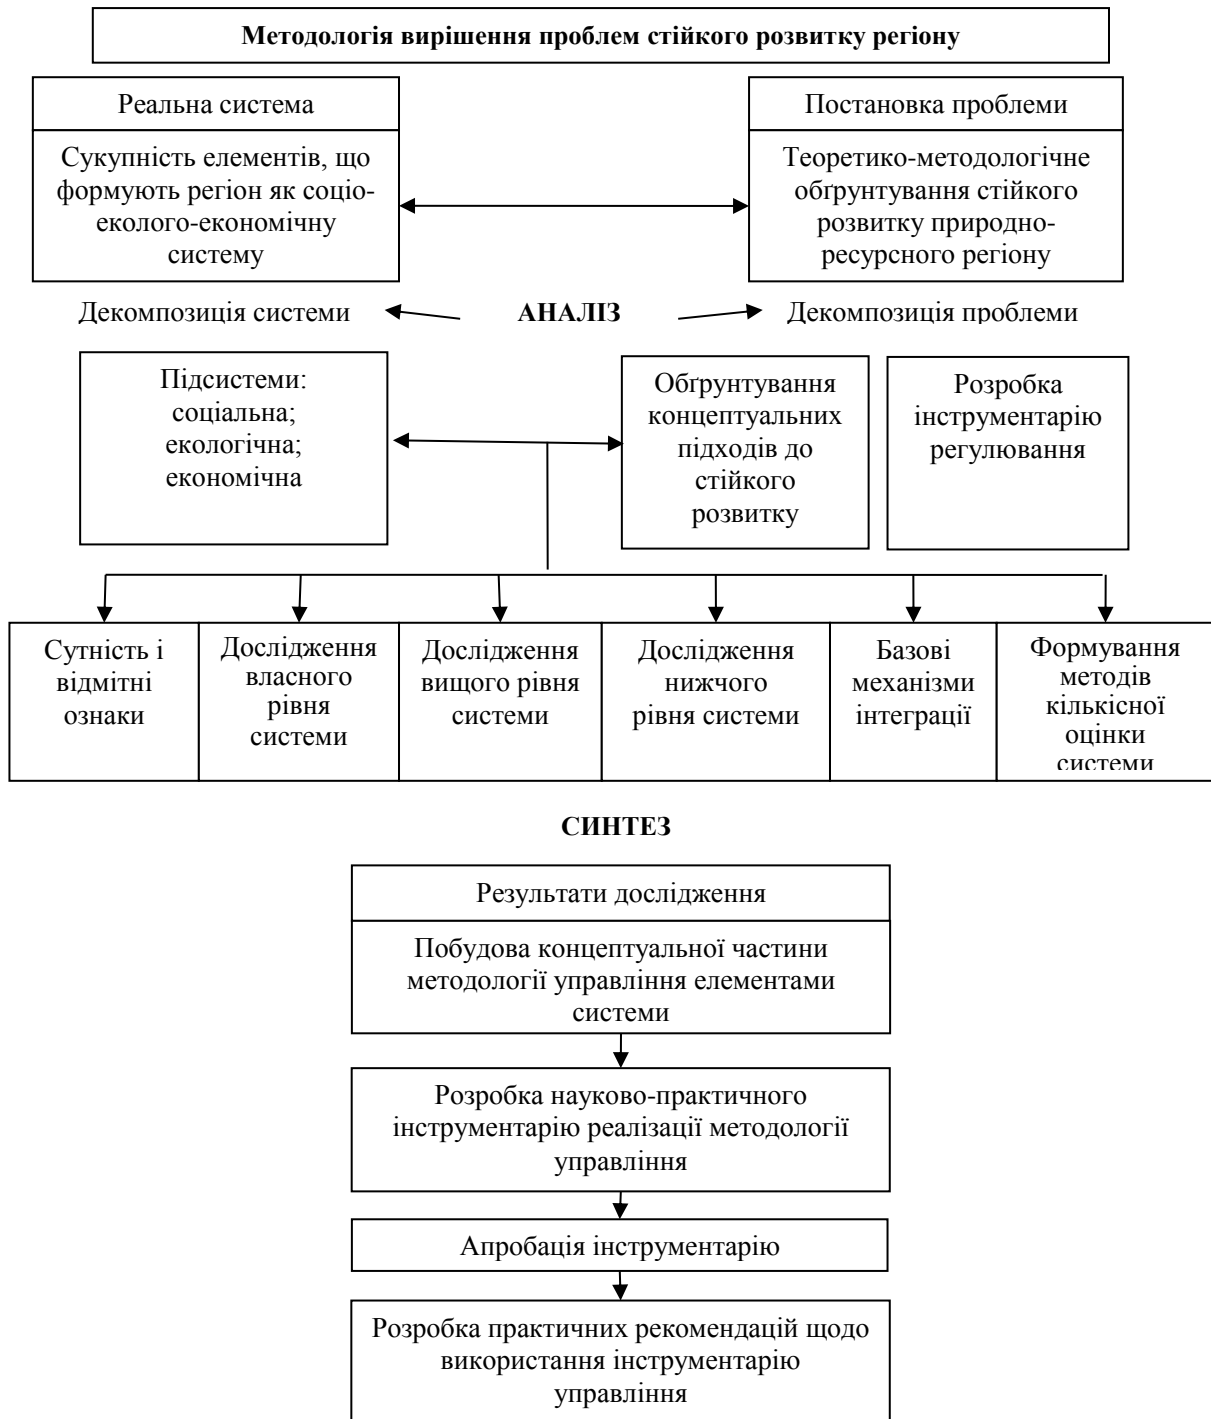 Методологія вирішення проблем стійкого розвитку регіону
Реальна система
Сукупність елементів, що
формують регіон як соціо-
еколого-економічну
систему
Постановка проблеми
Теоретико-методологічне
обґрунтування стійкого
розвитку природно-
ресурсного регіону
Декомпозиція системи
АНАЛІЗ
Декомпозиція проблеми
Підсистеми:
соціальна;
екологічна;
економічна
Обґрунтування
концептуальних
підходів до
стійкого
розвитку
Розробка
інструментарію
регулювання
Сутність і
відмітні
ознаки
Дослідження
власного
рівня
системи
Дослідження
вищого рівня
системи
Дослідження
нижчого
рівня системи
Базові
механізми
інтеграції
Формування
методів
кількісної
оцінки
системи
СИНТЕЗ
Результати дослідження
Побудова концептуальної частини
методології управління елементами
системи
Розробка науково-практичного
інструментарію реалізації методології
управління
Апробація інструментарію
Розробка практичних рекомендацій щодо
використання інструментарію
управління